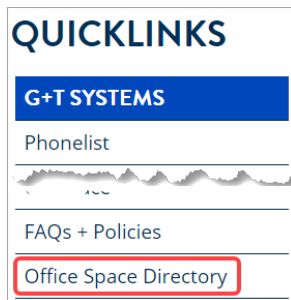 QUICKLINKS
G+T SYSTEMS
Phonelist
FAQs + Policies
Office Space Directory